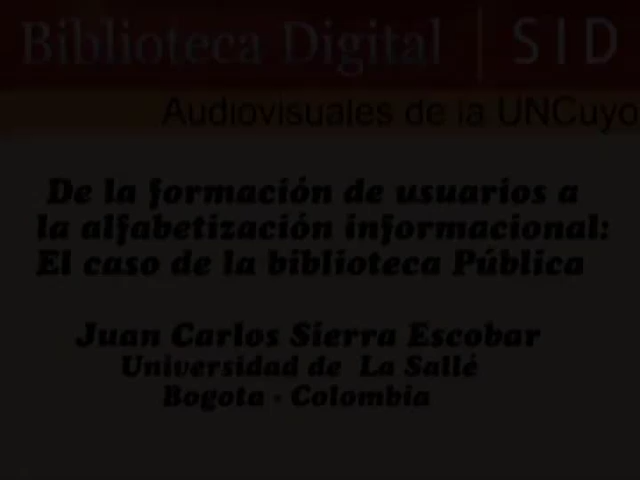 Biblioteca Digital | SID
Audiovisuales de la UNCuyo
De la formación de usuarios a
la alfabetización informacional:
El caso de la biblioteca Pública
Juan Carlos Sierra Escobar
Universidad de La Sallé
Bogota - Colombia